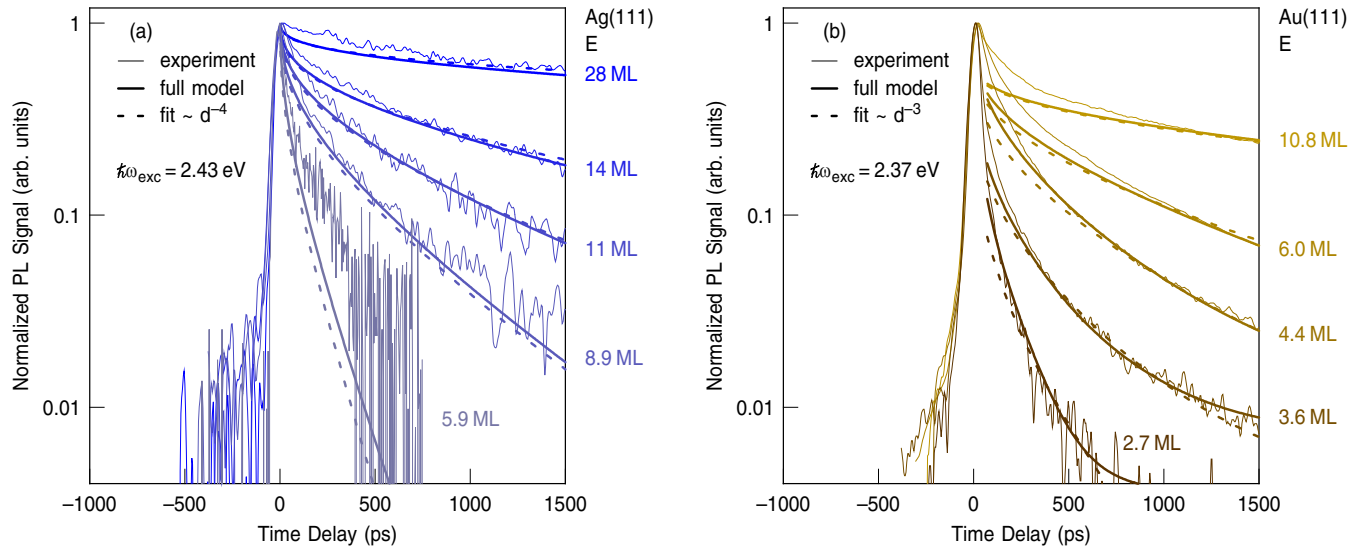 (a)
experiment
full model
fit ~ d⁻⁴
ℏω_exc = 2.43 eV
Ag(111)
E
28 ML
14 ML
11 ML
8.9 ML
5.9 ML
1
0.1
0.01
Normalized PL Signal (arb. units)
−1000
−500
0
500
1000
1500
Time Delay (ps)
(b)
experiment
full model
fit ~ d⁻³
ℏω_exc = 2.37 eV
Au(111)
E
10.8 ML
6.0 ML
4.4 ML
3.6 ML
2.7 ML
1
0.1
0.01
Normalized PL Signal (arb. units)
−1000
−500
0
500
1000
1500
Time Delay (ps)